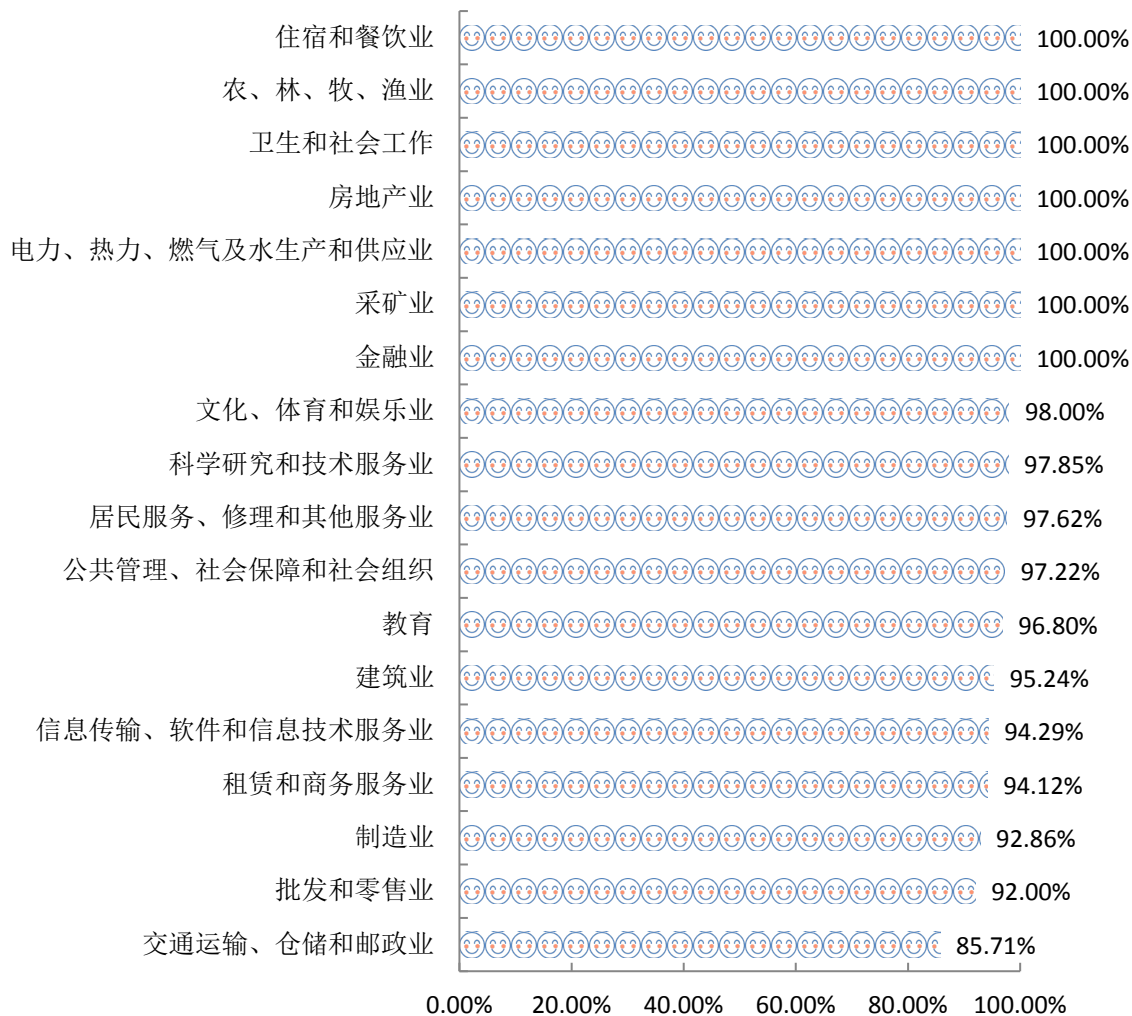 住宿和餐饮业 100.00%
农、林、牧、渔业 100.00%
卫生和社会工作 100.00%
房地产业 100.00%
电力、热力、燃气及水生产和供应业 100.00%
采矿业 100.00%
金融业 100.00%
文化、体育和娱乐业 98.00%
科学研究和技术服务业 97.85%
居民服务、修理和其他服务业 97.62%
公共管理、社会保障和社会组织 97.22%
教育 96.80%
建筑业 95.24%
信息传输、软件和信息技术服务业 94.29%
租赁和商务服务业 94.12%
制造业 92.86%
批发和零售业 92.00%
交通运输、仓储和邮政业 85.71%
0.00% 20.00% 40.00% 60.00% 80.00% 100.00%